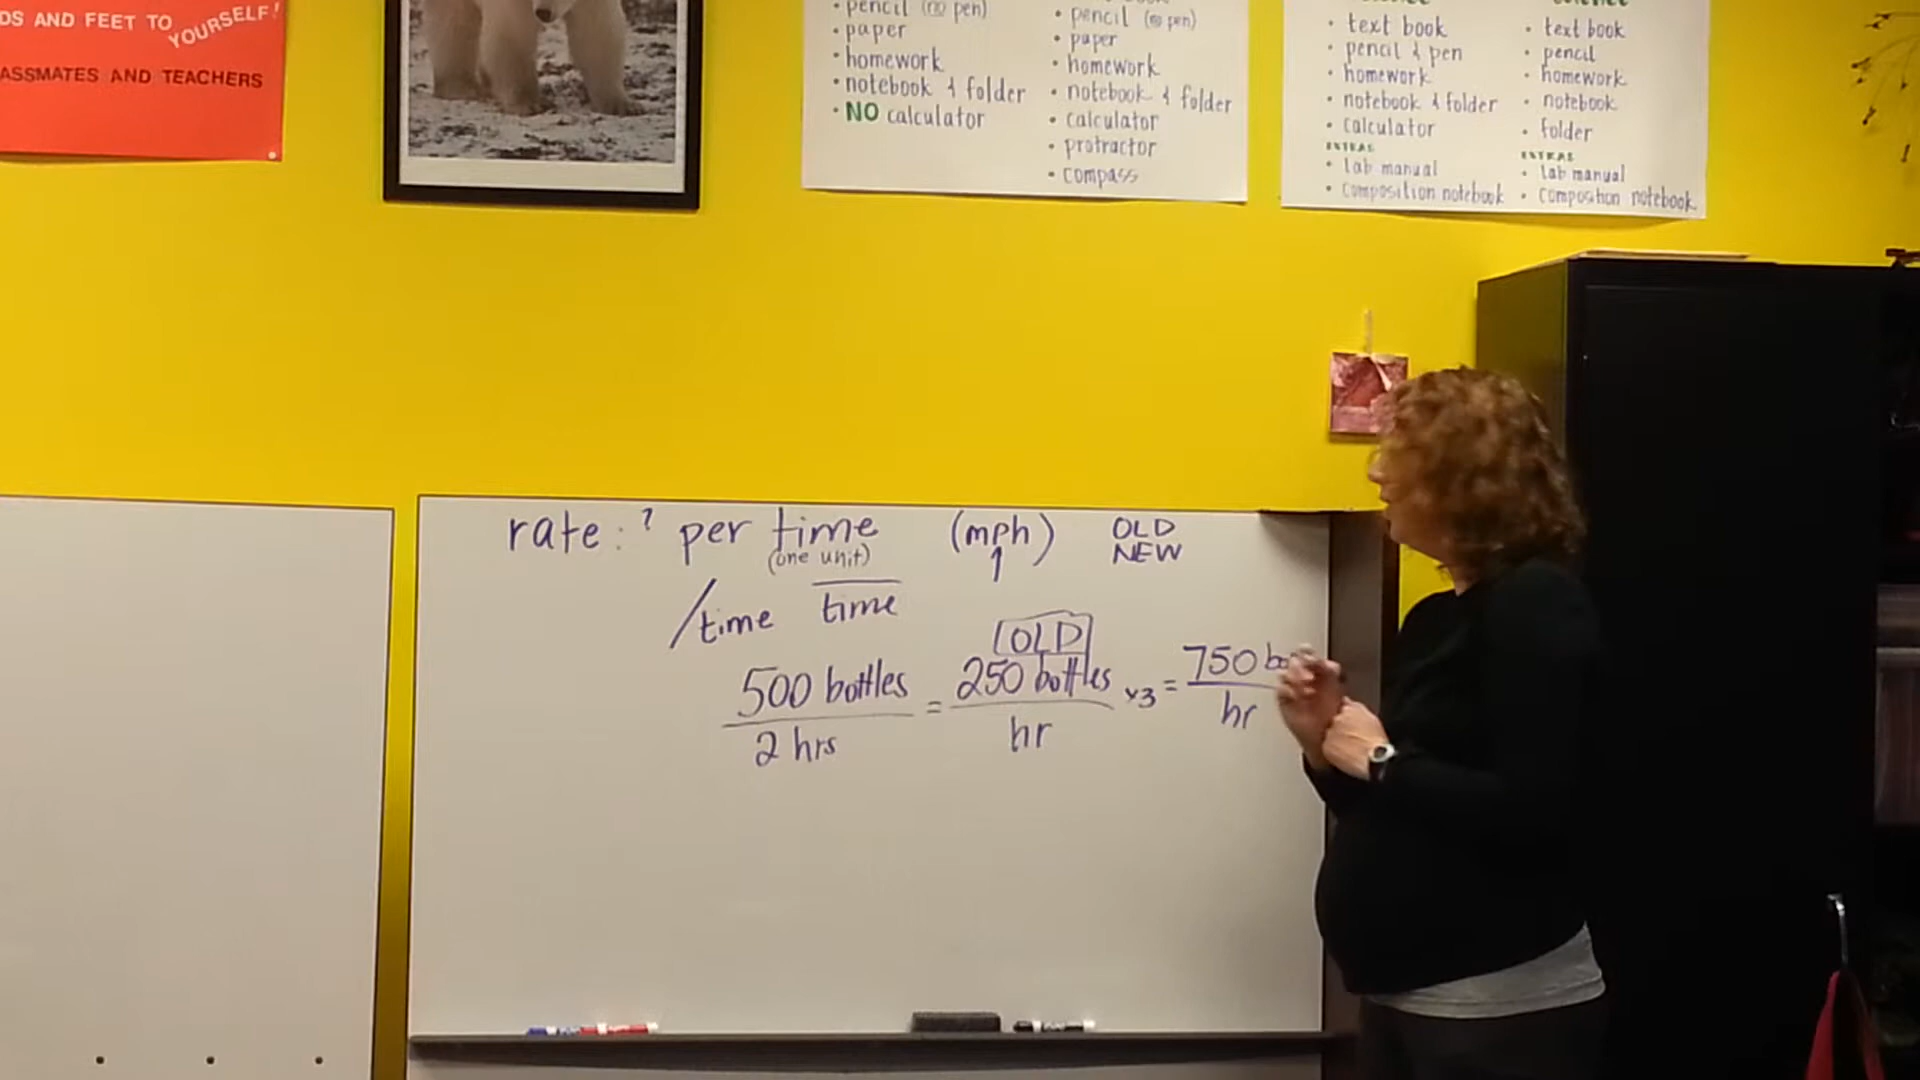 DS AND FEET TO YOURSELF!
ASSMATES AND TEACHERS
• pencil (no pen)
• paper
• homework
• notebook & folder
• NO calculator
• pencil (no pen)
• paper
• homework
• notebook & folder
• calculator
• protractor
• compass
• text book
• pencil & pen
• homework
• notebook & folder
• calculator
EXTRAS
• lab manual
• composition notebook
• text book
• pencil
• homework
• notebook
• folder
EXTRAS
• lab manual
• composition notebook
rate: ? per time (mph) OLD
(one unit) 1 NEW
/time time
OLD
500 bottles = 250 bottles x3 = 750 bo
2 hrs hr hr